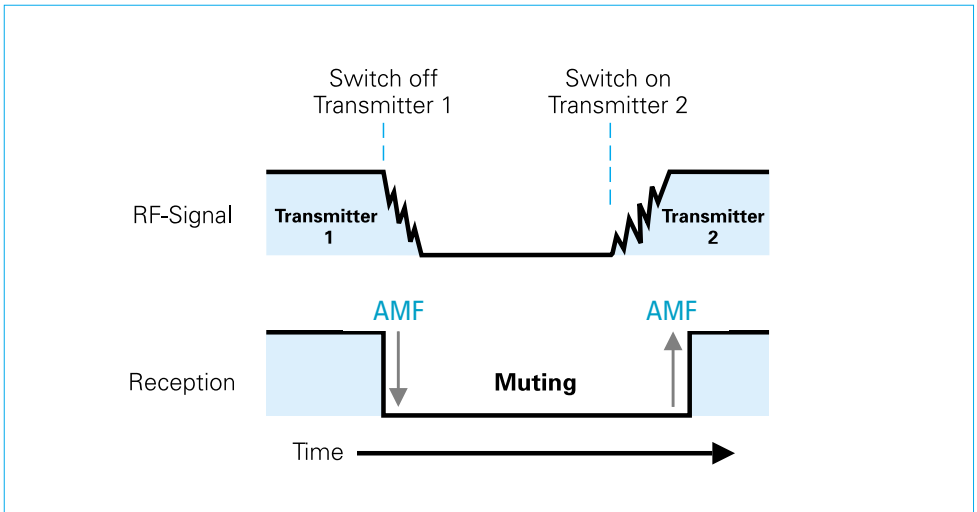 Switch off
Transmitter 1
Switch on
Transmitter 2
RF-Signal
Transmitter
1
Transmitter
2
AMF
AMF
Reception
Muting
Time